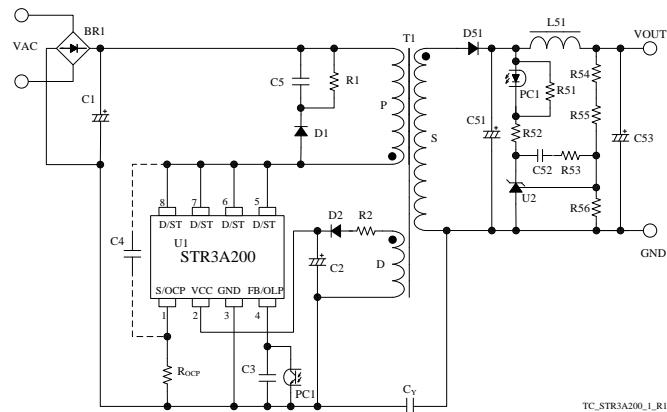 BR1
VAC
C1
C5
R1
D1
T1
P
S
D51
L51
VOUT
PC1
R51
R54
R55
C51
R52
C52
R53
C53
U2
R56
GND
8
7
6
5
D/ST
D/ST
D/ST
D/ST
C4
U1
STR3A200
S/OCP
VCC
GND
FB/OLP
1
2
3
4
D2
R2
C2
D
ROCP
C3
PC1
CY
TC_STR3A200_1_R1